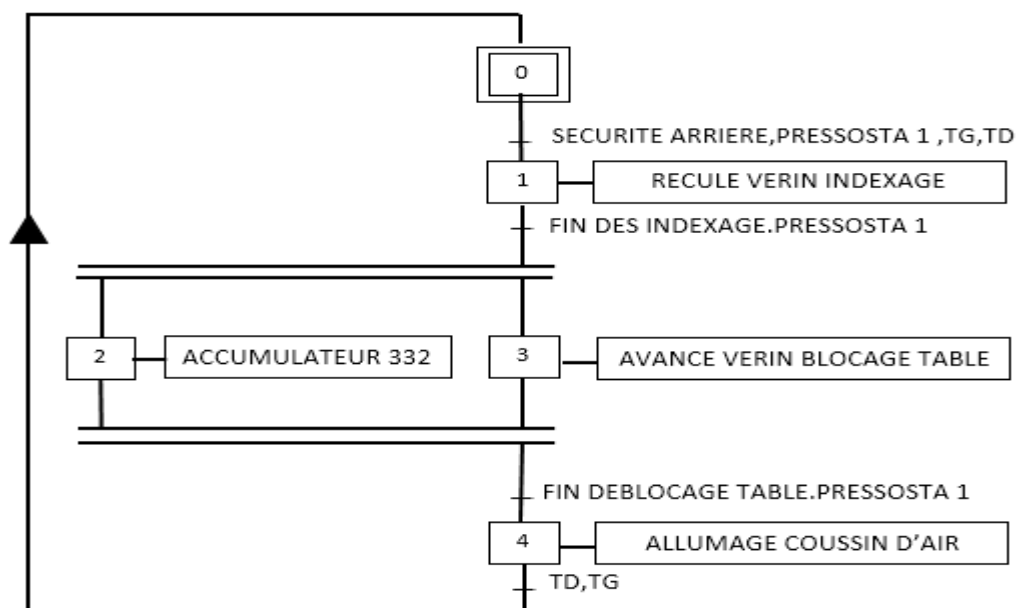 0
SECURITE ARRIERE,PRESSOSTA 1 ,TG,TD
1
RECULE VERIN INDEXAGE
FIN DES INDEXAGE.PRESSOSTA 1
2
ACCUMULATEUR 332
3
AVANCE VERIN BLOCAGE TABLE
FIN DEBLOCAGE TABLE.PRESSOSTA 1
4
ALLUMAGE COUSSIN D’AIR
TD,TG